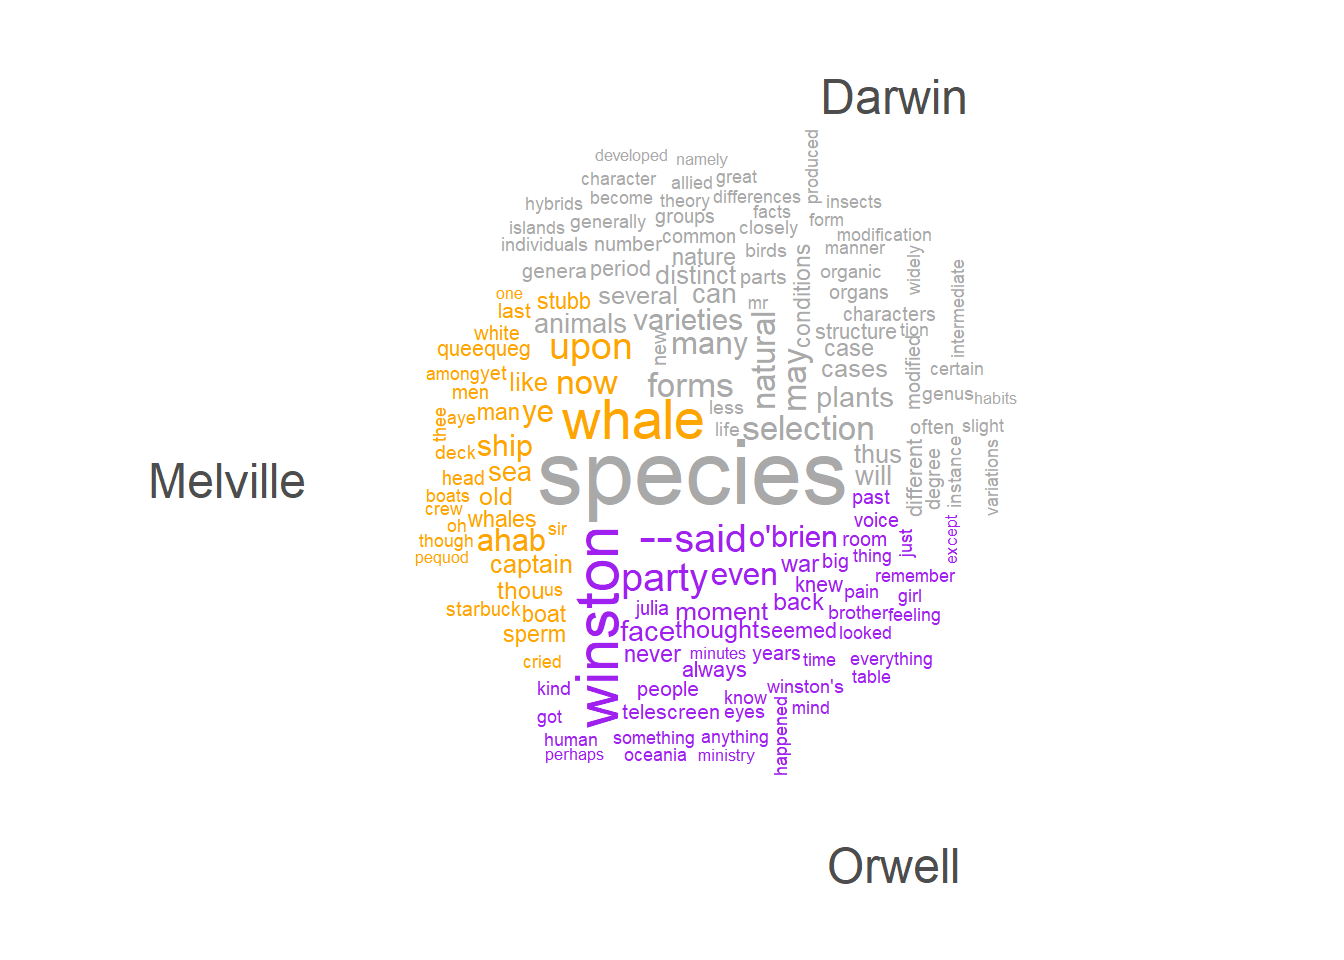 Darwin
developed namely produced
character allied great
hybrids become theory differences insects
islands generally groups facts form
individuals number common closely modification
nature birds manner widely
genera period distinct parts conditions organic intermediate
one stubb several can mr organs
last animals varieties natural characters
white new structure tion
queequeg upon many may case modified
among yet like now forms cases certain
men less plants genus habits
thee aye man ye whale life selection often slight
deck ship species thus different degree instance variations
Melville
head sea will
boats old past
crew whales voice
oh sir winston --said o'brien room just except
though ahab thing
pequod captain party even war big remember
thou us knew pain girl
starbuck boat julia moment back brother feeling
sperm face thought seemed looked
cried never minutes years time everything
always table
kind people know winston's
got telescreen eyes happened mind
human something anything
perhaps oceania ministry
Orwell